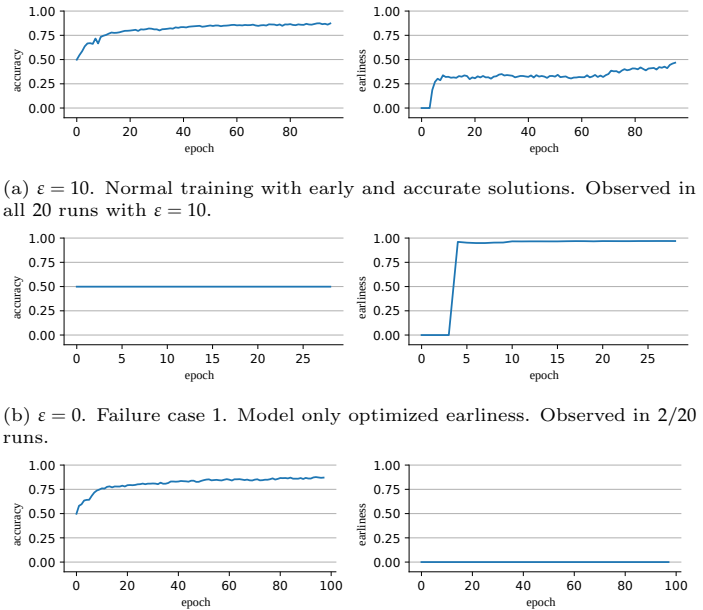 1.00
0.75
0.50
0.25
0.00
accuracy
0 20 40 60 80
epoch
1.00
0.75
0.50
0.25
0.00
earliness
0 20 40 60 80
epoch
(a) ε = 10. Normal training with early and accurate solutions. Observed in
all 20 runs with ε = 10.
1.00
0.75
0.50
0.25
0.00
accuracy
0 5 10 15 20 25
epoch
1.00
0.75
0.50
0.25
0.00
earliness
0 5 10 15 20 25
epoch
(b) ε = 0. Failure case 1. Model only optimized earliness. Observed in 2/20
runs.
1.00
0.75
0.50
0.25
0.00
accuracy
0 20 40 60 80 100
epoch
1.00
0.75
0.50
0.25
0.00
earliness
0 20 40 60 80 100
epoch